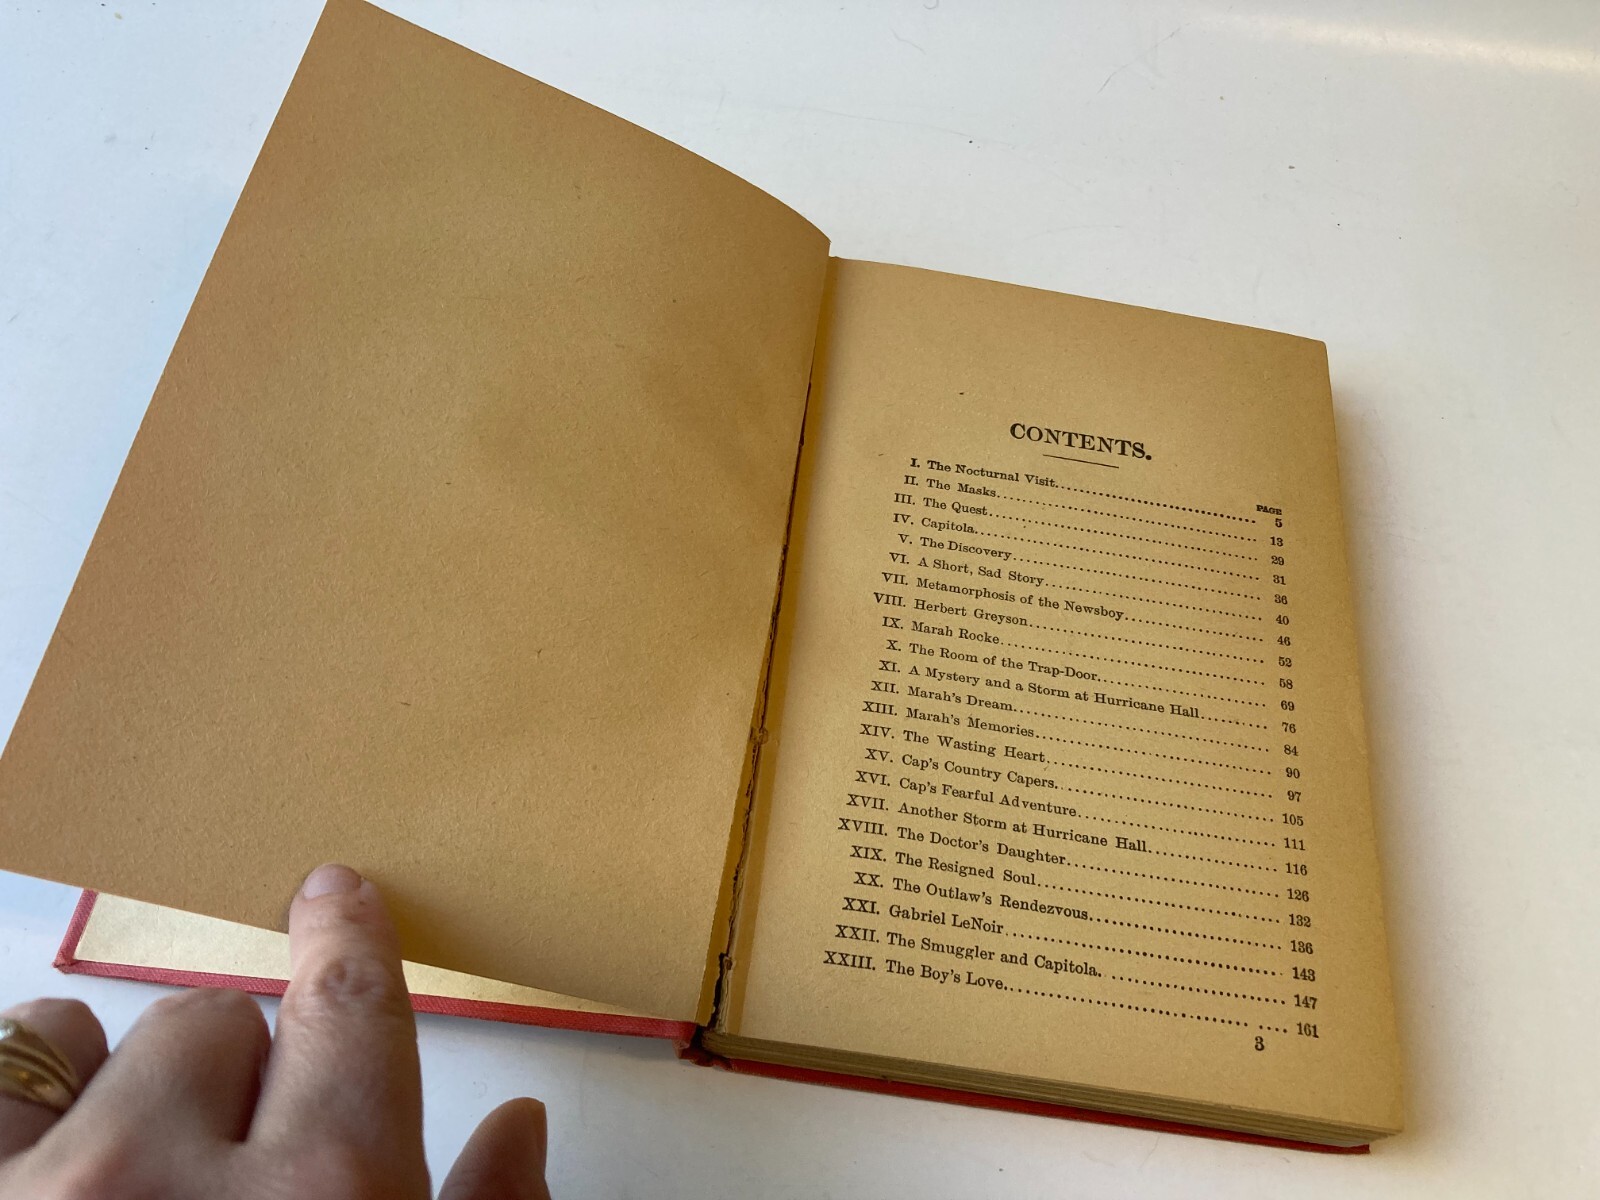 CONTENTS.
PAGE
I. The Nocturnal Visit........................ 5
II. The Masks........................ 13
III. The Quest........................ 29
IV. Capitola........................ 31
V. The Discovery........................ 36
VI. A Short, Sad Story........................ 40
VII. Metamorphosis of the Newsboy........................ 46
VIII. Herbert Greyson........................ 52
IX. Marah Rocke........................ 58
X. The Room of the Trap-Door........................ 69
XI. A Mystery and a Storm at Hurricane Hall............ 76
XII. Marah's Dream........................ 84
XIII. Marah's Memories........................ 90
XIV. The Wasting Heart........................ 97
XV. Cap's Country Capers........................ 105
XVI. Cap's Fearful Adventure........................ 111
XVII. Another Storm at Hurricane Hall........................ 116
XVIII. The Doctor's Daughter........................ 126
XIX. The Resigned Soul........................ 132
XX. The Outlaw's Rendezvous........................ 136
XXI. Gabriel LeNoir........................ 143
XXII. The Smuggler and Capitola........................ 147
XXIII. The Boy's Love........................ 161
3